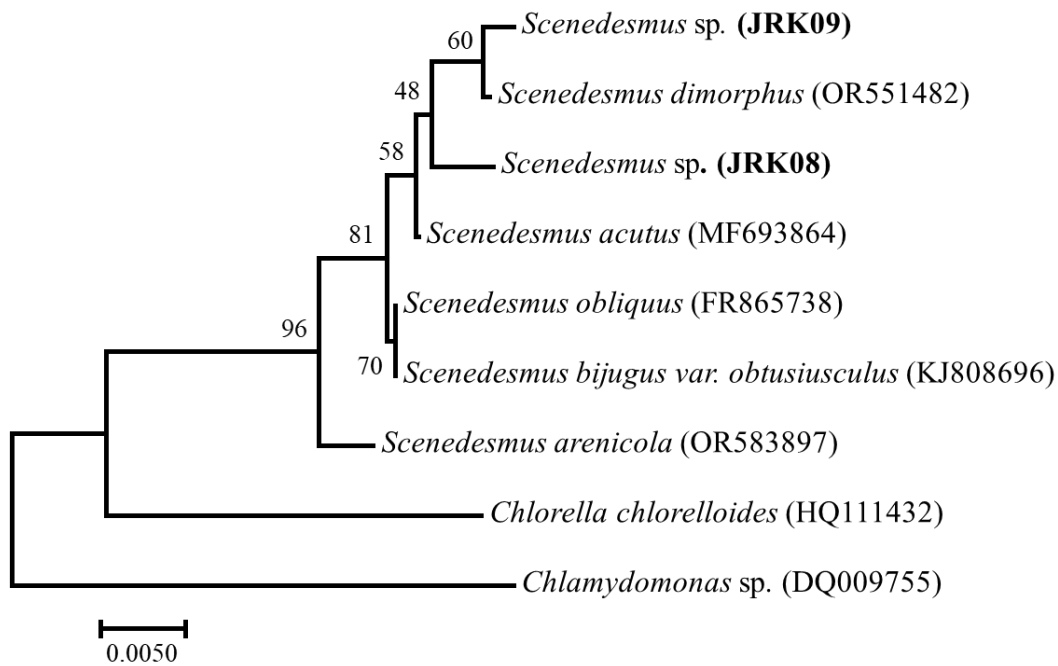 60
Scenedesmus sp. (JRK09)
48
Scenedesmus dimorphus (OR551482)
58
Scenedesmus sp. (JRK08)
81
Scenedesmus acutus (MF693864)
96
Scenedesmus obliquus (FR865738)
70
Scenedesmus bijugus var. obtusiusculus (KJ808696)
Scenedesmus arenicola (OR583897)
Chlorella chlorelloides (HQ111432)
Chlamydomonas sp. (DQ009755)
0.0050